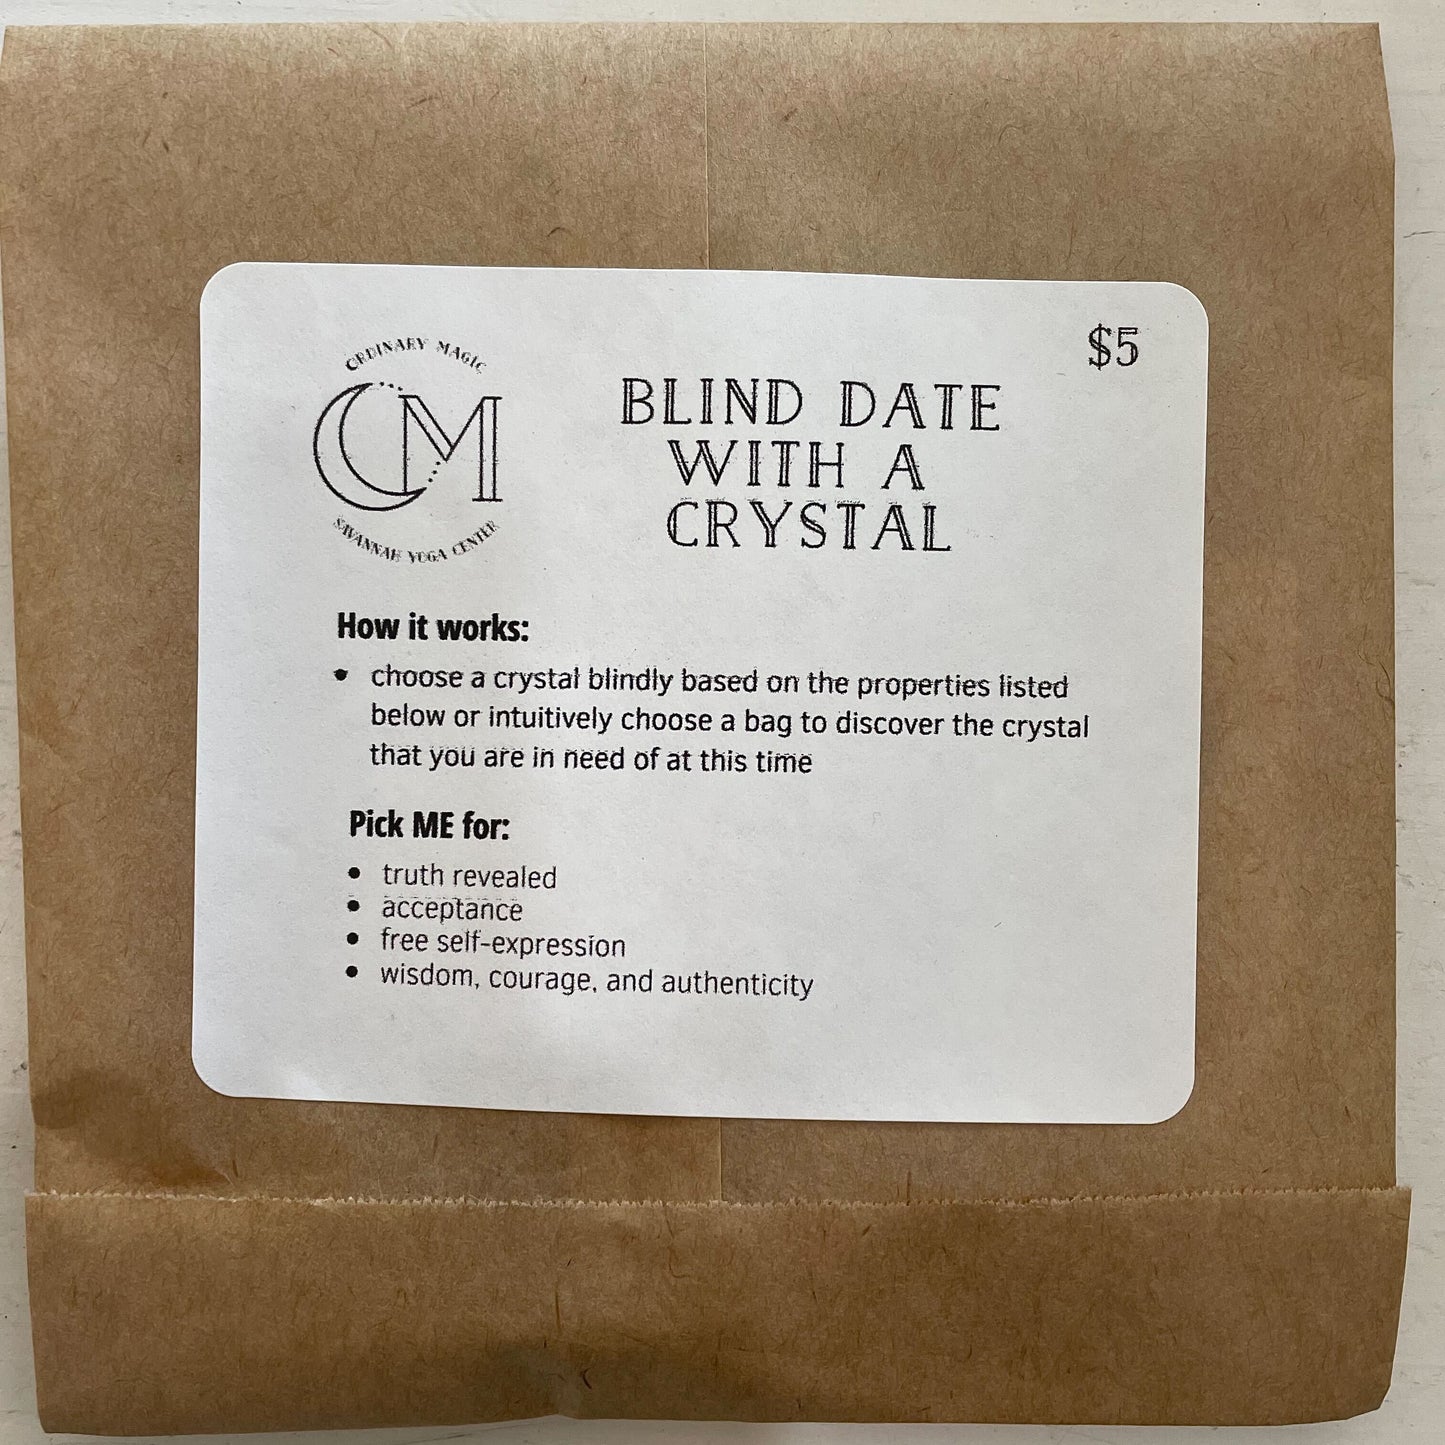 $5
ORDINARY MAGIC
OM
SAVANNAH YOGA CENTER
BLIND DATE
WITH A
CRYSTAL
How it works:
• choose a crystal blindly based on the properties listed
below or intuitively choose a bag to discover the crystal
that you are in need of at this time
Pick ME for:
• truth revealed
• acceptance
• free self-expression
• wisdom, courage, and authenticity